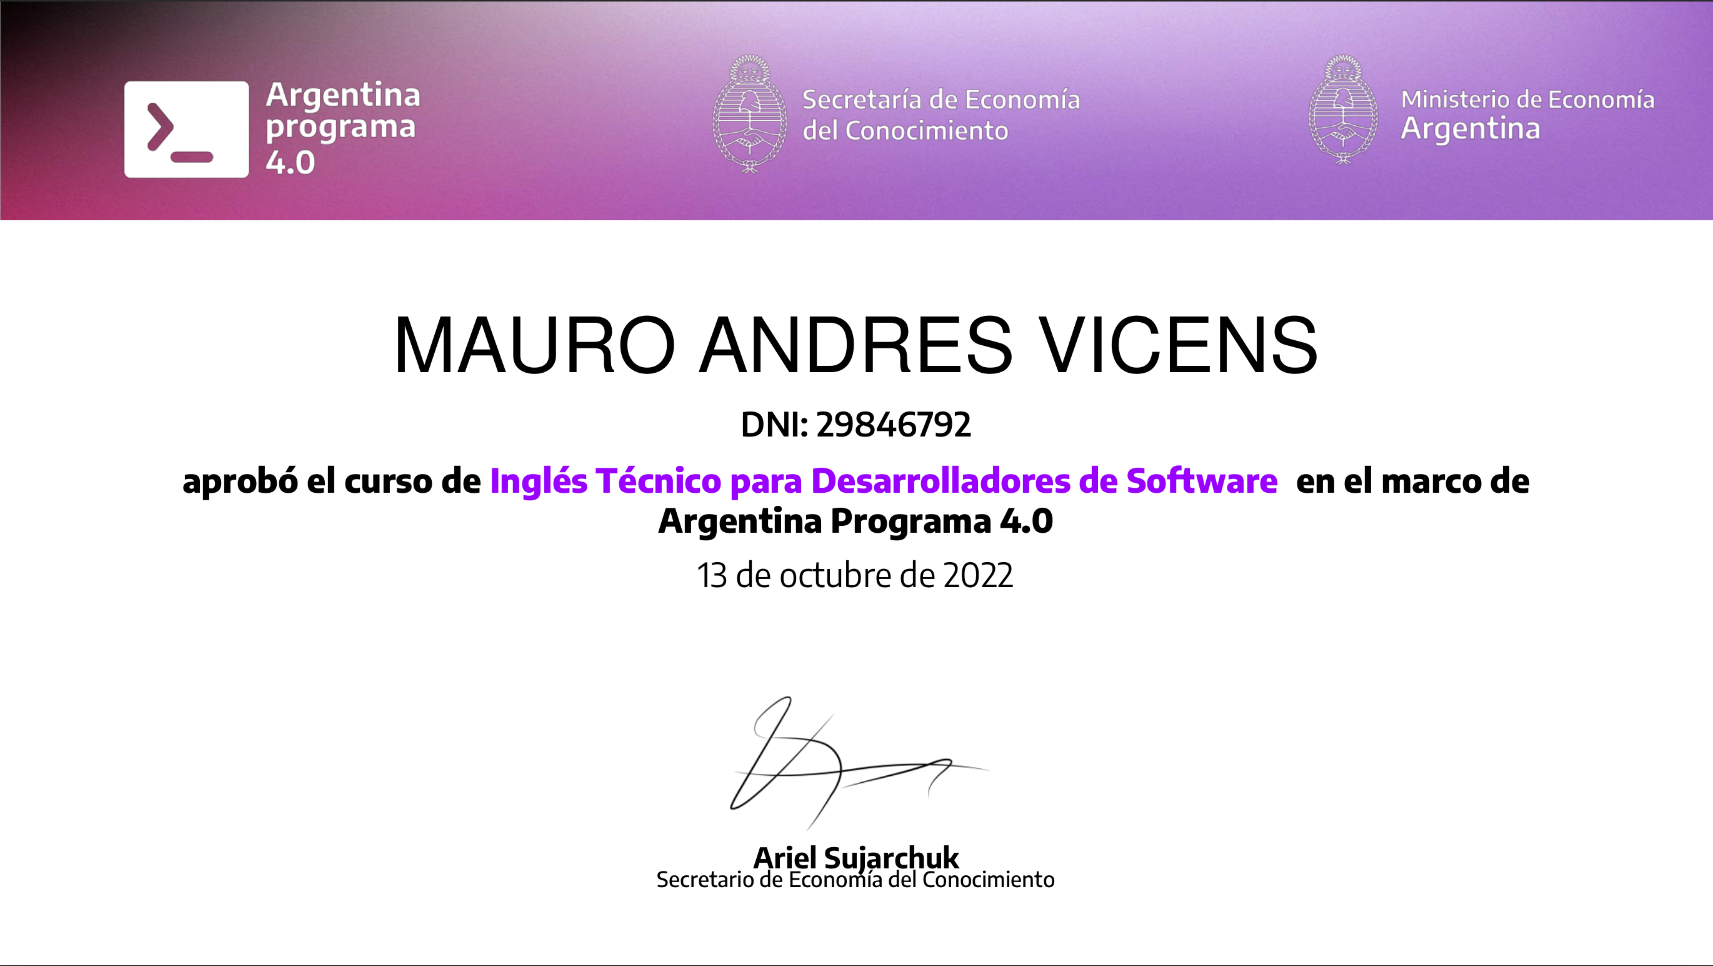 Argentina
programa
4.0
Secretaría de Economía
del Conocimiento
Ministerio de Economía
Argentina
MAURO ANDRES VICENS
DNI: 29846792
aprobó el curso de Inglés Técnico para Desarrolladores de Software en el marco de
Argentina Programa 4.0
13 de octubre de 2022
Ariel Sujarchuk
Secretario de Economía del Conocimiento